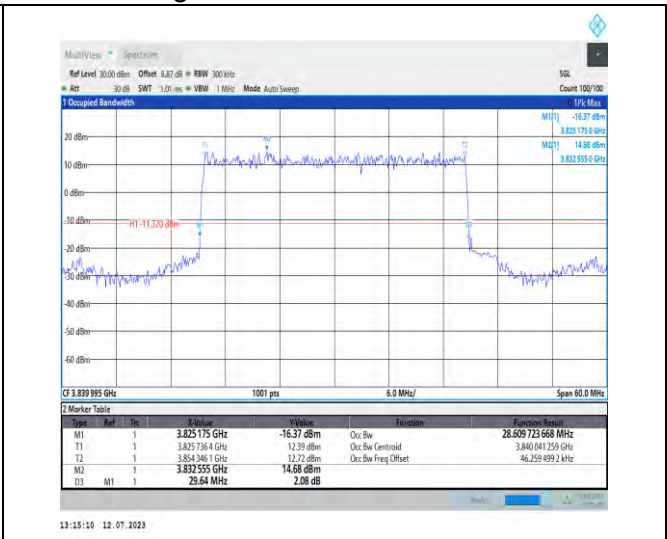 MultiView Spectrum
Ref Level 30.00 dBm Offset 8.87 dB RBW 300 kHz SGL
Att 30 dB SWT 1.01 ms VBW 1 MHz Mode Auto Sweep Count 100/100
1 Occupied Bandwidth 1Pk Max
M1[1] -16.37 dBm
3.825 175 0 GHz
M2[1] 14.68 dBm
3.832 555 0 GHz
20 dBm
10 dBm
0 dBm
-10 dBm
H1 -11.320 dBm
-20 dBm
-30 dBm
-40 dBm
-50 dBm
-60 dBm
CF 3.839 995 GHz 1001 pts 6.0 MHz/ Span 60.0 MHz
2 Marker Table
Type Ref Trc X-Value Y-Value Function Function Result
M1 1 3.825 175 GHz -16.37 dBm Occ Bw 28.609 723 668 MHz
T1 1 3.825 736 4 GHz 12.39 dBm Occ Bw Centroid 3.840 041 259 GHz
T2 1 3.854 346 1 GHz 12.72 dBm Occ Bw Freq Offset 46.259 499 2 kHz
M2 1 3.832 555 GHz 14.68 dBm
D3 M1 1 29.64 MHz 2.08 dB
13:15:10 12.07.2023